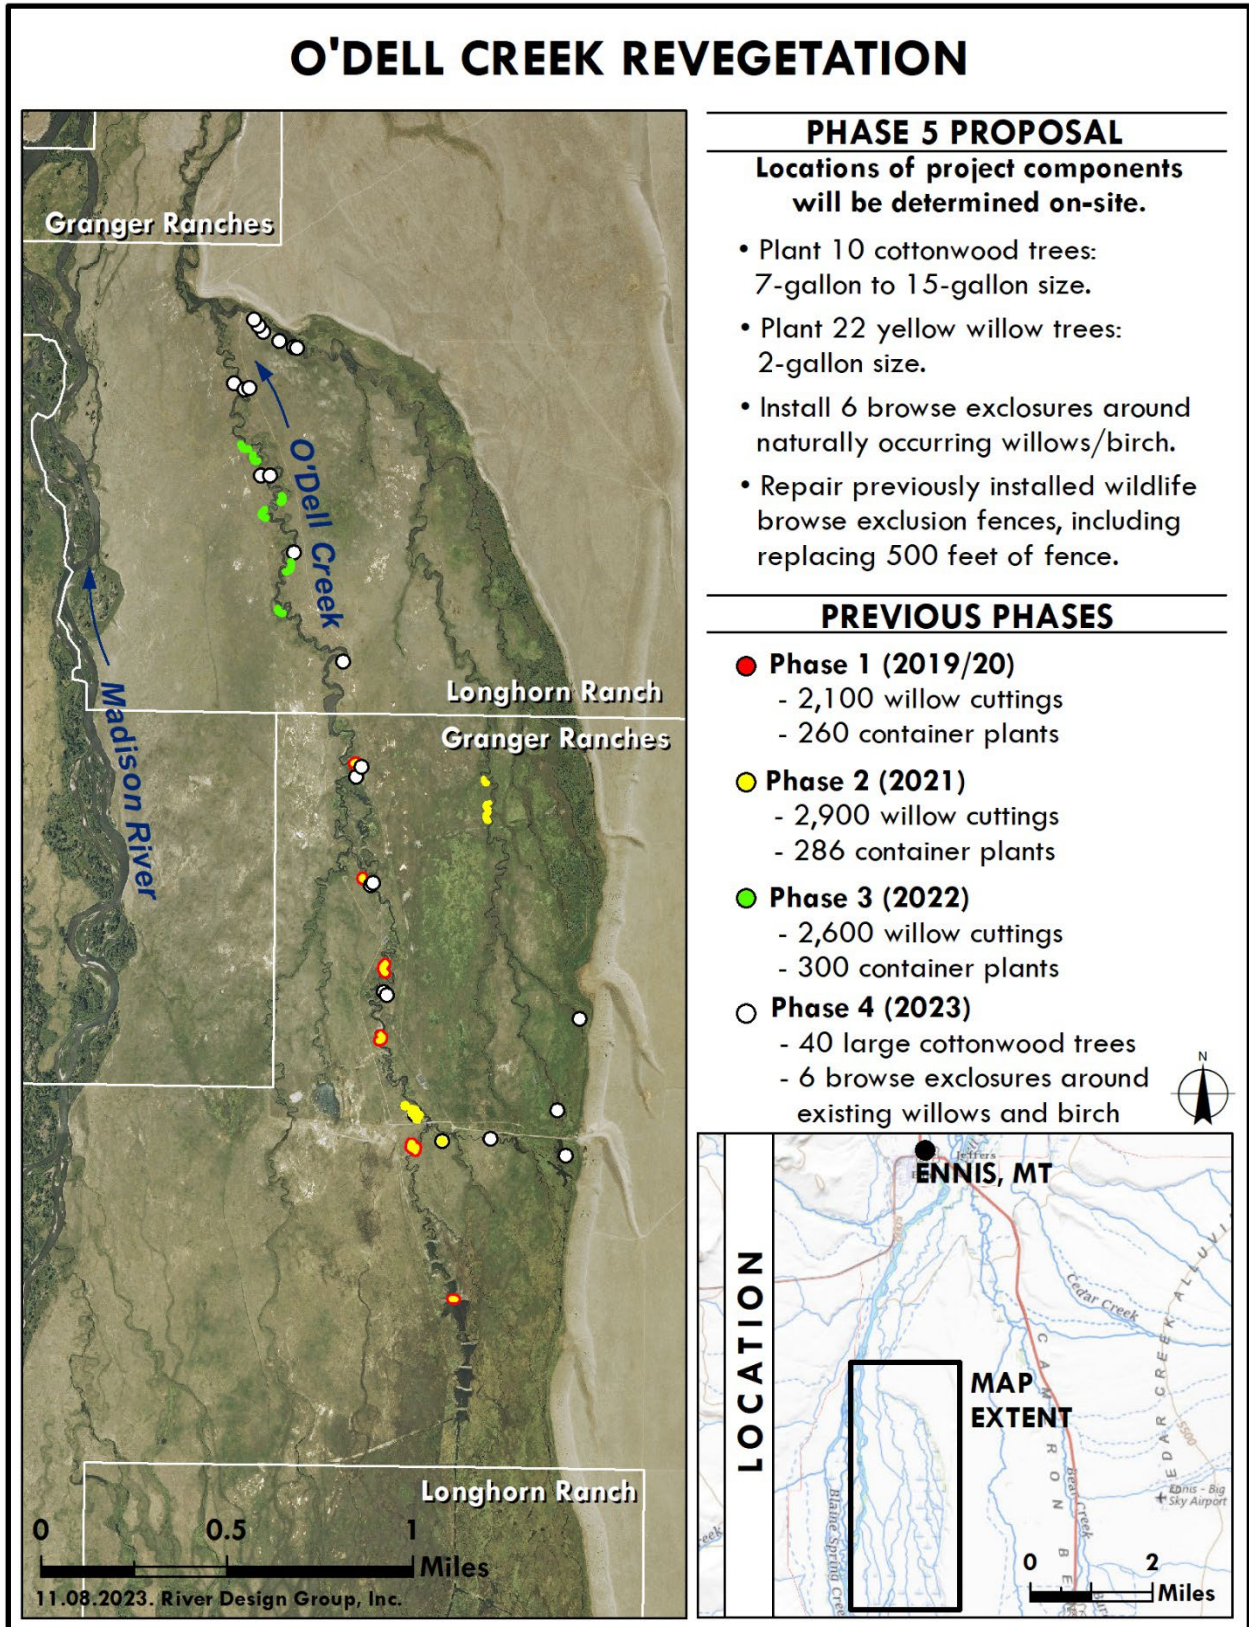 O'DELL CREEK REVEGETATION
Granger Ranches
O'Dell Creek
Madison River
Longhorn Ranch
Granger Ranches
Longhorn Ranch
0 0.5 1
Miles
11.08.2023. River Design Group, Inc.
PHASE 5 PROPOSAL
Locations of project components
will be determined on-site.
• Plant 10 cottonwood trees:
7-gallon to 15-gallon size.
• Plant 22 yellow willow trees:
2-gallon size.
• Install 6 browse exclosures around
naturally occurring willows/birch.
• Repair previously installed wildlife
browse exclusion fences, including
replacing 500 feet of fence.
PREVIOUS PHASES
Phase 1 (2019/20)
- 2,100 willow cuttings
- 260 container plants
Phase 2 (2021)
- 2,900 willow cuttings
- 286 container plants
Phase 3 (2022)
- 2,600 willow cuttings
- 300 container plants
Phase 4 (2023)
- 40 large cottonwood trees
- 6 browse exclosures around
existing willows and birch
N
LOCATION
Jeffers
ENNIS, MT
Cedar Creek
MAP
EXTENT
5500
Ennis - Big
Sky Airport
Bear Creek
Blaine Spring Creek
0 2
Miles